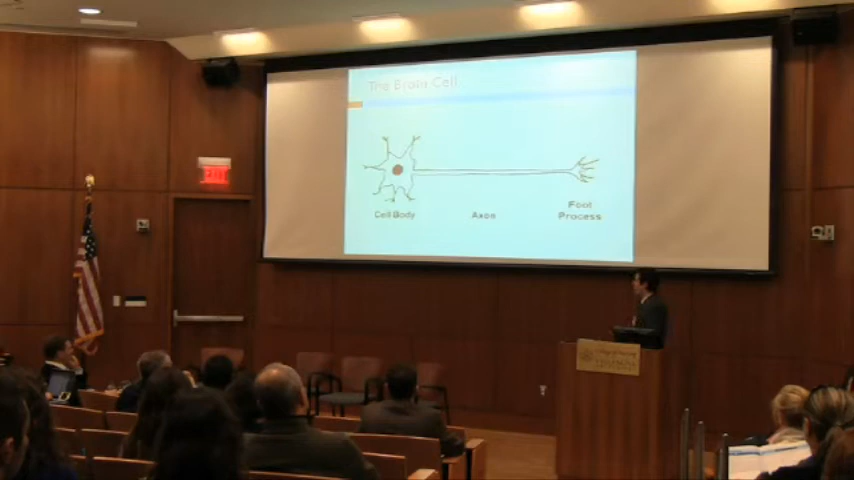 The Brain Cell
EXIT
Cell Body
Axon
Foot
Process